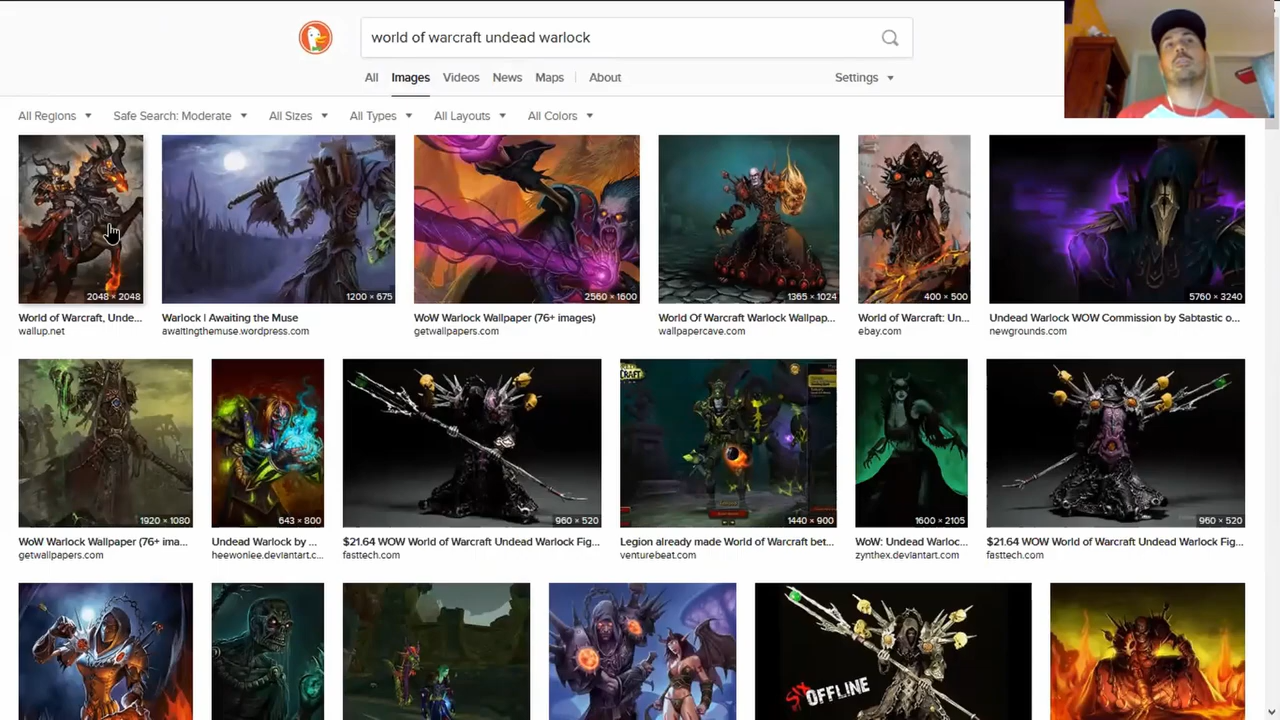 world of warcraft undead warlock
All Images Videos News Maps About Settings
All Regions Safe Search: Moderate All Sizes All Types All Layouts All Colors
2048 × 2048 1200 × 675 2560 × 1600 1365 × 1024 400 × 500 5760 × 3240
World of Warcraft, Unde... Warlock | Awaiting the Muse WoW Warlock Wallpaper (76+ images) World Of Warcraft Warlock Wallpap... World of Warcraft: Un... Undead Warlock WOW Commission by Sabtastic o...
wallup.net awaitingthemuse.wordpress.com getwallpapers.com wallpapercave.com ebay.com newgrounds.com
1920 × 1080 643 × 800 960 × 520 1440 × 900 1600 × 2105 960 × 520
WoW Warlock Wallpaper (76+ ima... Undead Warlock by ... $21.64 WOW World of Warcraft Undead Warlock Fig... Legion already made World of Warcraft bet... WoW: Undead Warloc... $21.64 WOW World of Warcraft Undead Warlock Fig...
getwallpapers.com heewonlee.deviantart.c... fasttech.com venturebeat.com zynthex.deviantart.com fasttech.com
OFFLINE